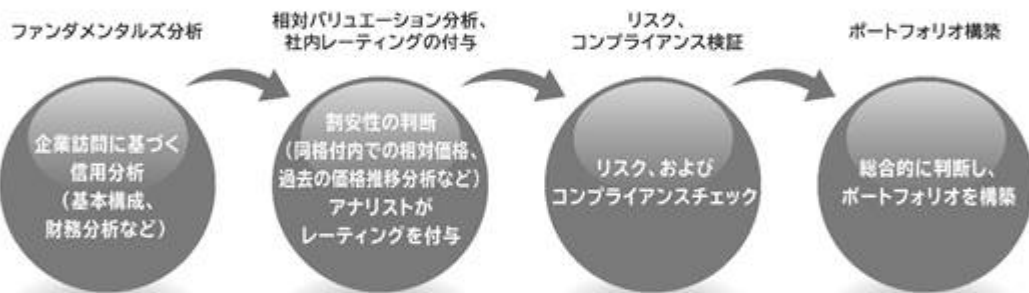 ファンダメンタルズ分析
相対バリュエーション分析、
社内レーティングの付与
リスク、
コンプライアンス検証
ポートフォリオ構築
企業訪問に基づく
信用分析
（基本構成、
財務分析など）
割安性の判断
（同格付内での相対価格、
過去の価格推移分析など）
アナリストが
レーティングを付与
リスク、および
コンプライアンスチェック
総合的に判断し、
ポートフォリオを構築